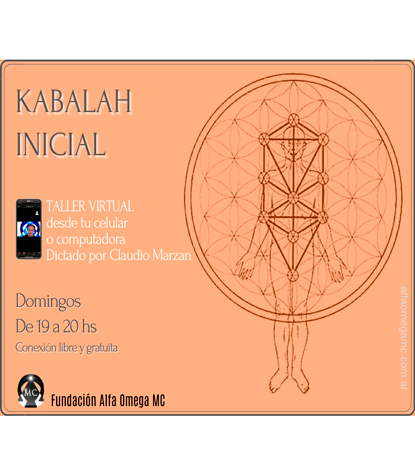 KABALAH
INICIAL
TALLER VIRTUAL
desde tu celular
o computadora
Dictado por Claudio Marzan
Domingos
De 19 a 20 hs
Conexión libre y gratuita
MC
Fundación Alfa Omega MC
alfaomegamc.com.ar